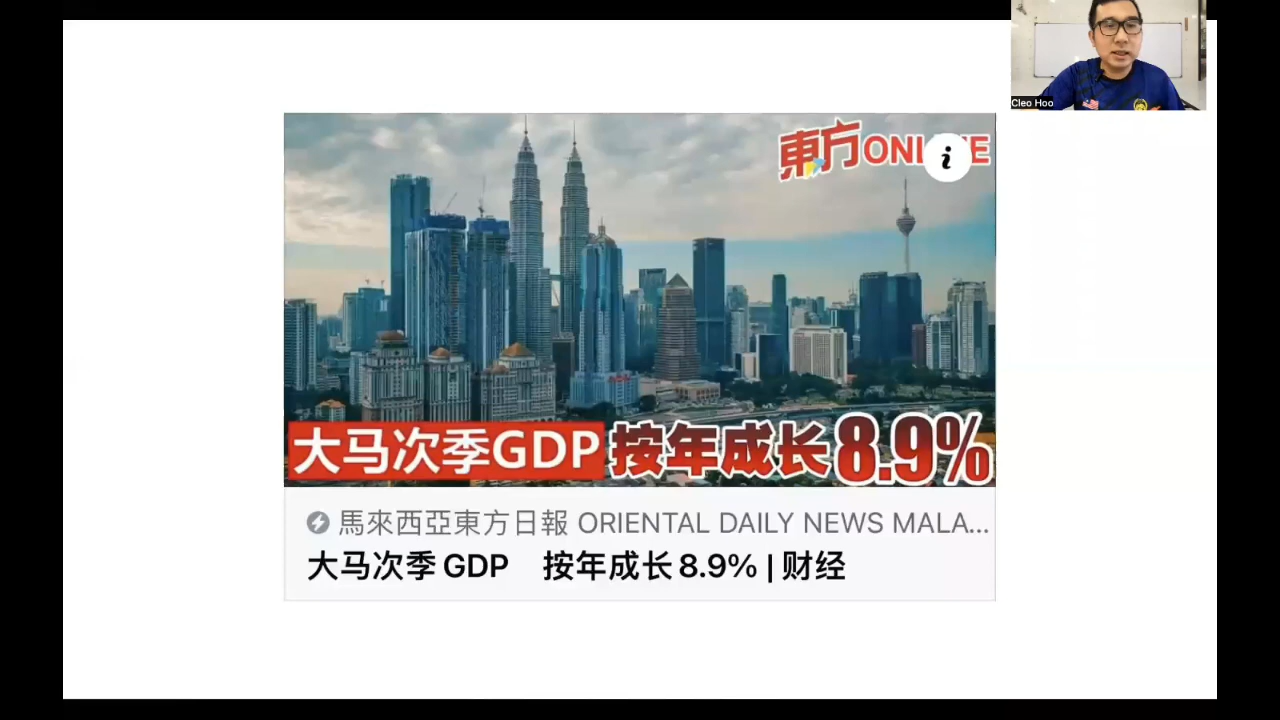 Cleo Hoo
東方ONLINE
大马次季GDP 按年成长8.9%
馬來西亞東方日報 ORIENTAL DAILY NEWS MALA...
大马次季 GDP 按年成长 8.9% | 财经